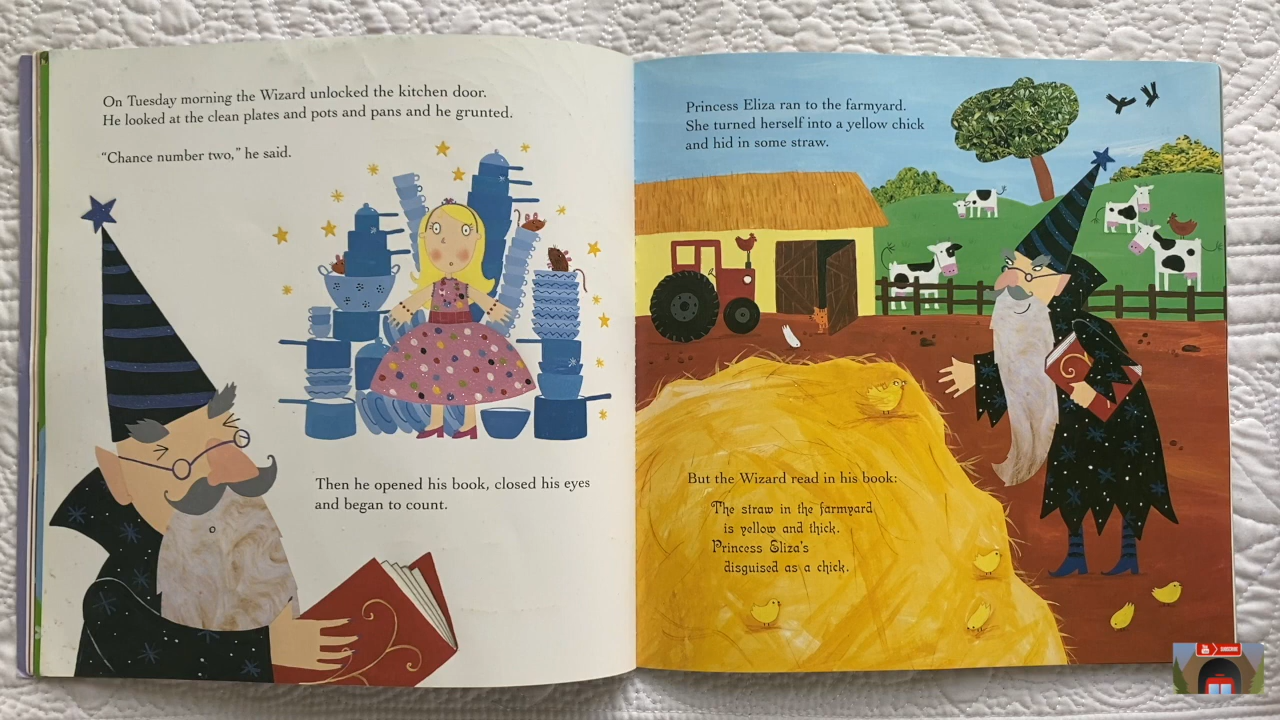 On Tuesday morning the Wizard unlocked the kitchen door.
He looked at the clean plates and pots and pans and he grunted.
“Chance number two,” he said.
Then he opened his book, closed his eyes
and began to count.
Princess Eliza ran to the farmyard.
She turned herself into a yellow chick
and hid in some straw.
But the Wizard read in his book:
The straw in the farmyard
is yellow and thick.
Princess Eliza's
disguised as a chick.
SUBSCRIBE